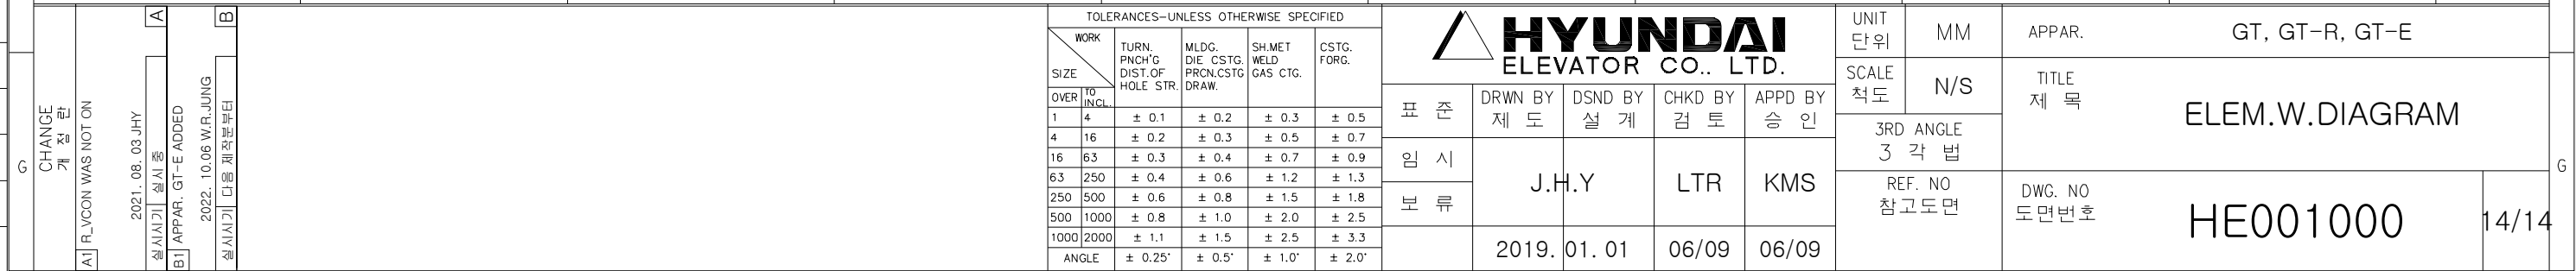 G
CHANGE
개 정 란
A1 R_VCON WAS NOT ON
2021. 08. 03 JHY
실시시기 실시
A
B1 APPAR. GT-E ADDED
2022. 10.06 W.R.JUNG
실시시기 다음 제작분부터
B
TOLERANCES-UNLESS OTHERWISE SPECIFIED
WORK
SIZE
TURN.
PNCH'G
DIST.OF
HOLE STR.
MLDG.
DIE CSTG.
PRCN.CSTG
DRAW.
SH.MET
WELD
GAS CTG.
CSTG.
FORG.
OVER TO INCL.
1 4 ± 0.1 ± 0.2 ± 0.3 ± 0.5
4 16 ± 0.2 ± 0.3 ± 0.5 ± 0.7
16 63 ± 0.3 ± 0.4 ± 0.7 ± 0.9
63 250 ± 0.4 ± 0.6 ± 1.2 ± 1.3
250 500 ± 0.6 ± 0.8 ± 1.5 ± 1.8
500 1000 ± 0.8 ± 1.0 ± 2.0 ± 2.5
1000 2000 ± 1.1 ± 1.5 ± 2.5 ± 3.3
ANGLE ± 0.25° ± 0.5° ± 1.0° ± 2.0°
HYUNDAI
ELEVATOR CO.. LTD.
표 준
임 시
보 류
DRWN BY
제 도
DSND BY
설 계
CHKD BY
검 토
APPD BY
승 인
J.H.Y LTR KMS
2019. 01. 01 06/09 06/09
UNIT
단위
MM
SCALE
척도
N/S
3RD ANGLE
3 각 법
REF. NO
참고도면
APPAR.
GT, GT-R, GT-E
TITLE
제 목
ELEM.W.DIAGRAM
DWG. NO
도면번호
HE001000
14/14
G